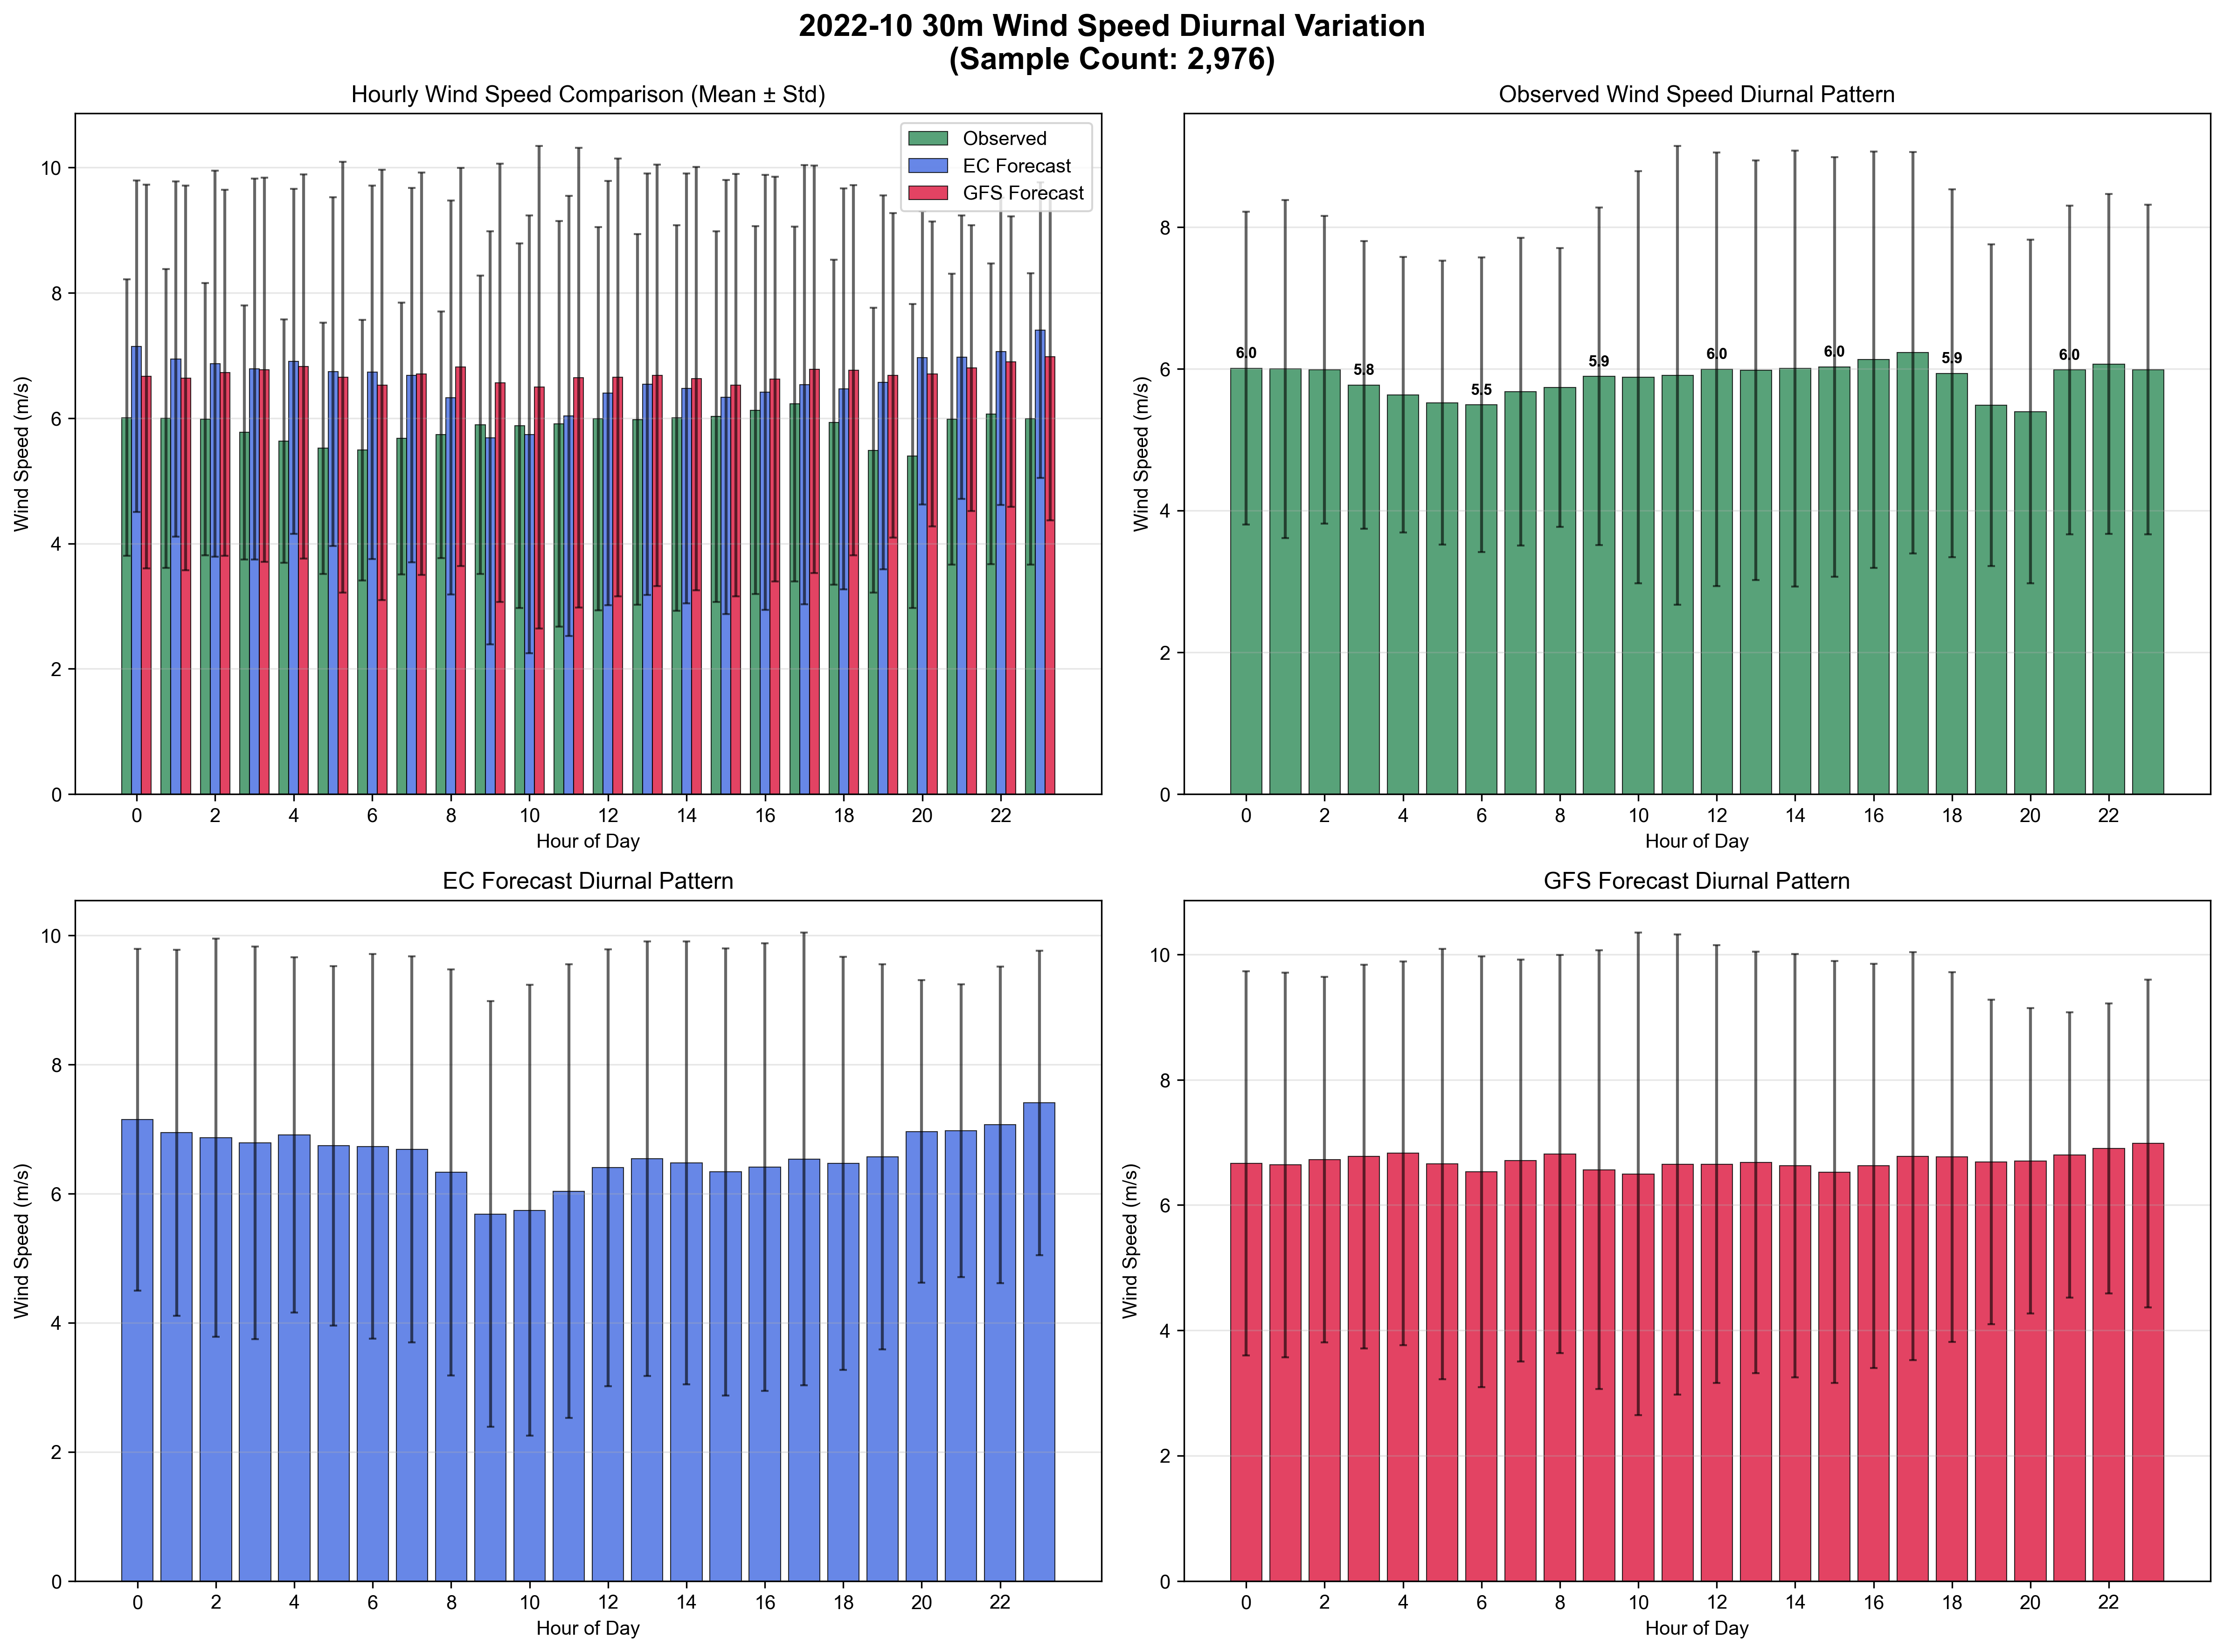 2022-10 30m Wind Speed Diurnal Variation
(Sample Count: 2,976)
Hourly Wind Speed Comparison (Mean ± Std)
Wind Speed (m/s)
10
8
6
4
2
0
Observed
EC Forecast
GFS Forecast
0 2 4 6 8 10 12 14 16 18 20 22
Hour of Day
Observed Wind Speed Diurnal Pattern
Wind Speed (m/s)
8
6
4
2
0
6.0 5.8 5.5 5.9 6.0 6.0 5.9 6.0
0 2 4 6 8 10 12 14 16 18 20 22
Hour of Day
EC Forecast Diurnal Pattern
Wind Speed (m/s)
10
8
6
4
2
0
0 2 4 6 8 10 12 14 16 18 20 22
Hour of Day
GFS Forecast Diurnal Pattern
Wind Speed (m/s)
10
8
6
4
2
0
0 2 4 6 8 10 12 14 16 18 20 22
Hour of Day